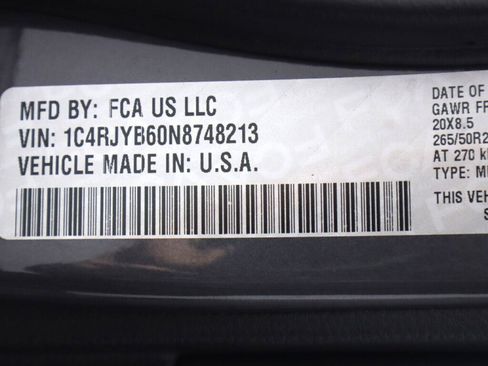 MFD BY: FCA US LLC
VIN: 1C4RJYB60N8748213
VEHICLE MADE IN: U.S.A.
DATE OF
GAWR FR
20X8.5
265/50R2
AT 270 k
TYPE: M
THIS VEH
S